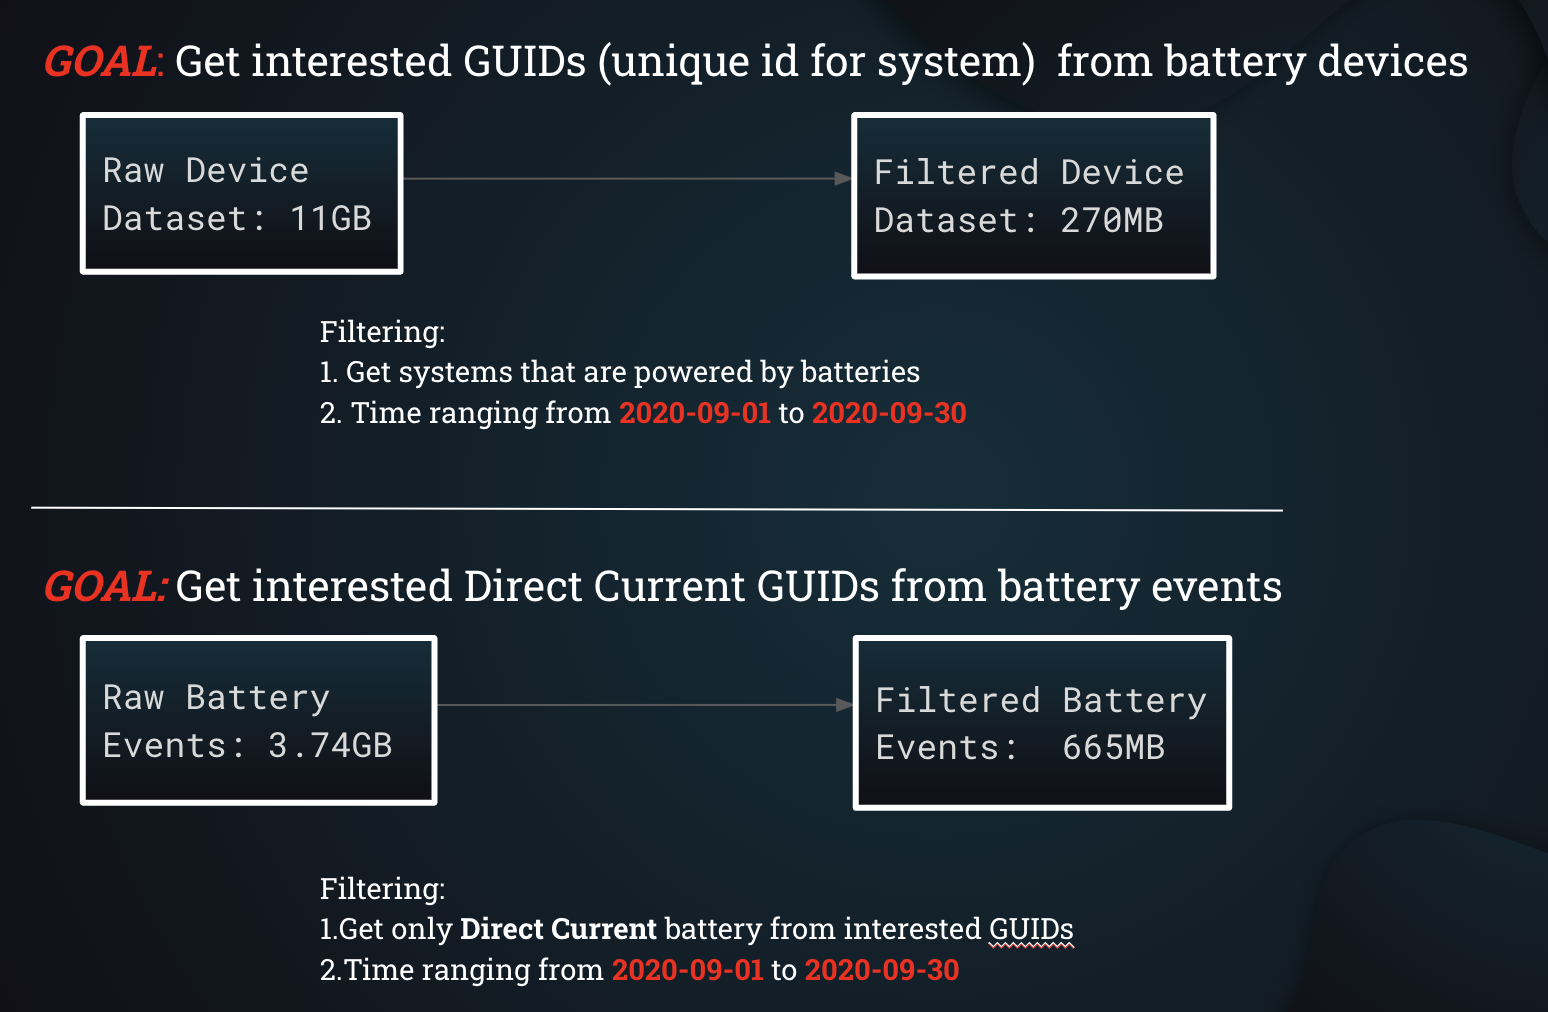 GOAL: Get interested GUIDs (unique id for system)  from battery devices
Raw Device
Dataset: 11GB
Filtered Device
Dataset: 270MB
Filtering:
1. Get systems that are powered by batteries
2. Time ranging from 2020-09-01 to 2020-09-30
GOAL: Get interested Direct Current GUIDs from battery events
Raw Battery
Events: 3.74GB
Filtered Battery
Events:  665MB
Filtering:
1.Get only Direct Current battery from interested GUIDs
2.Time ranging from 2020-09-01 to 2020-09-30